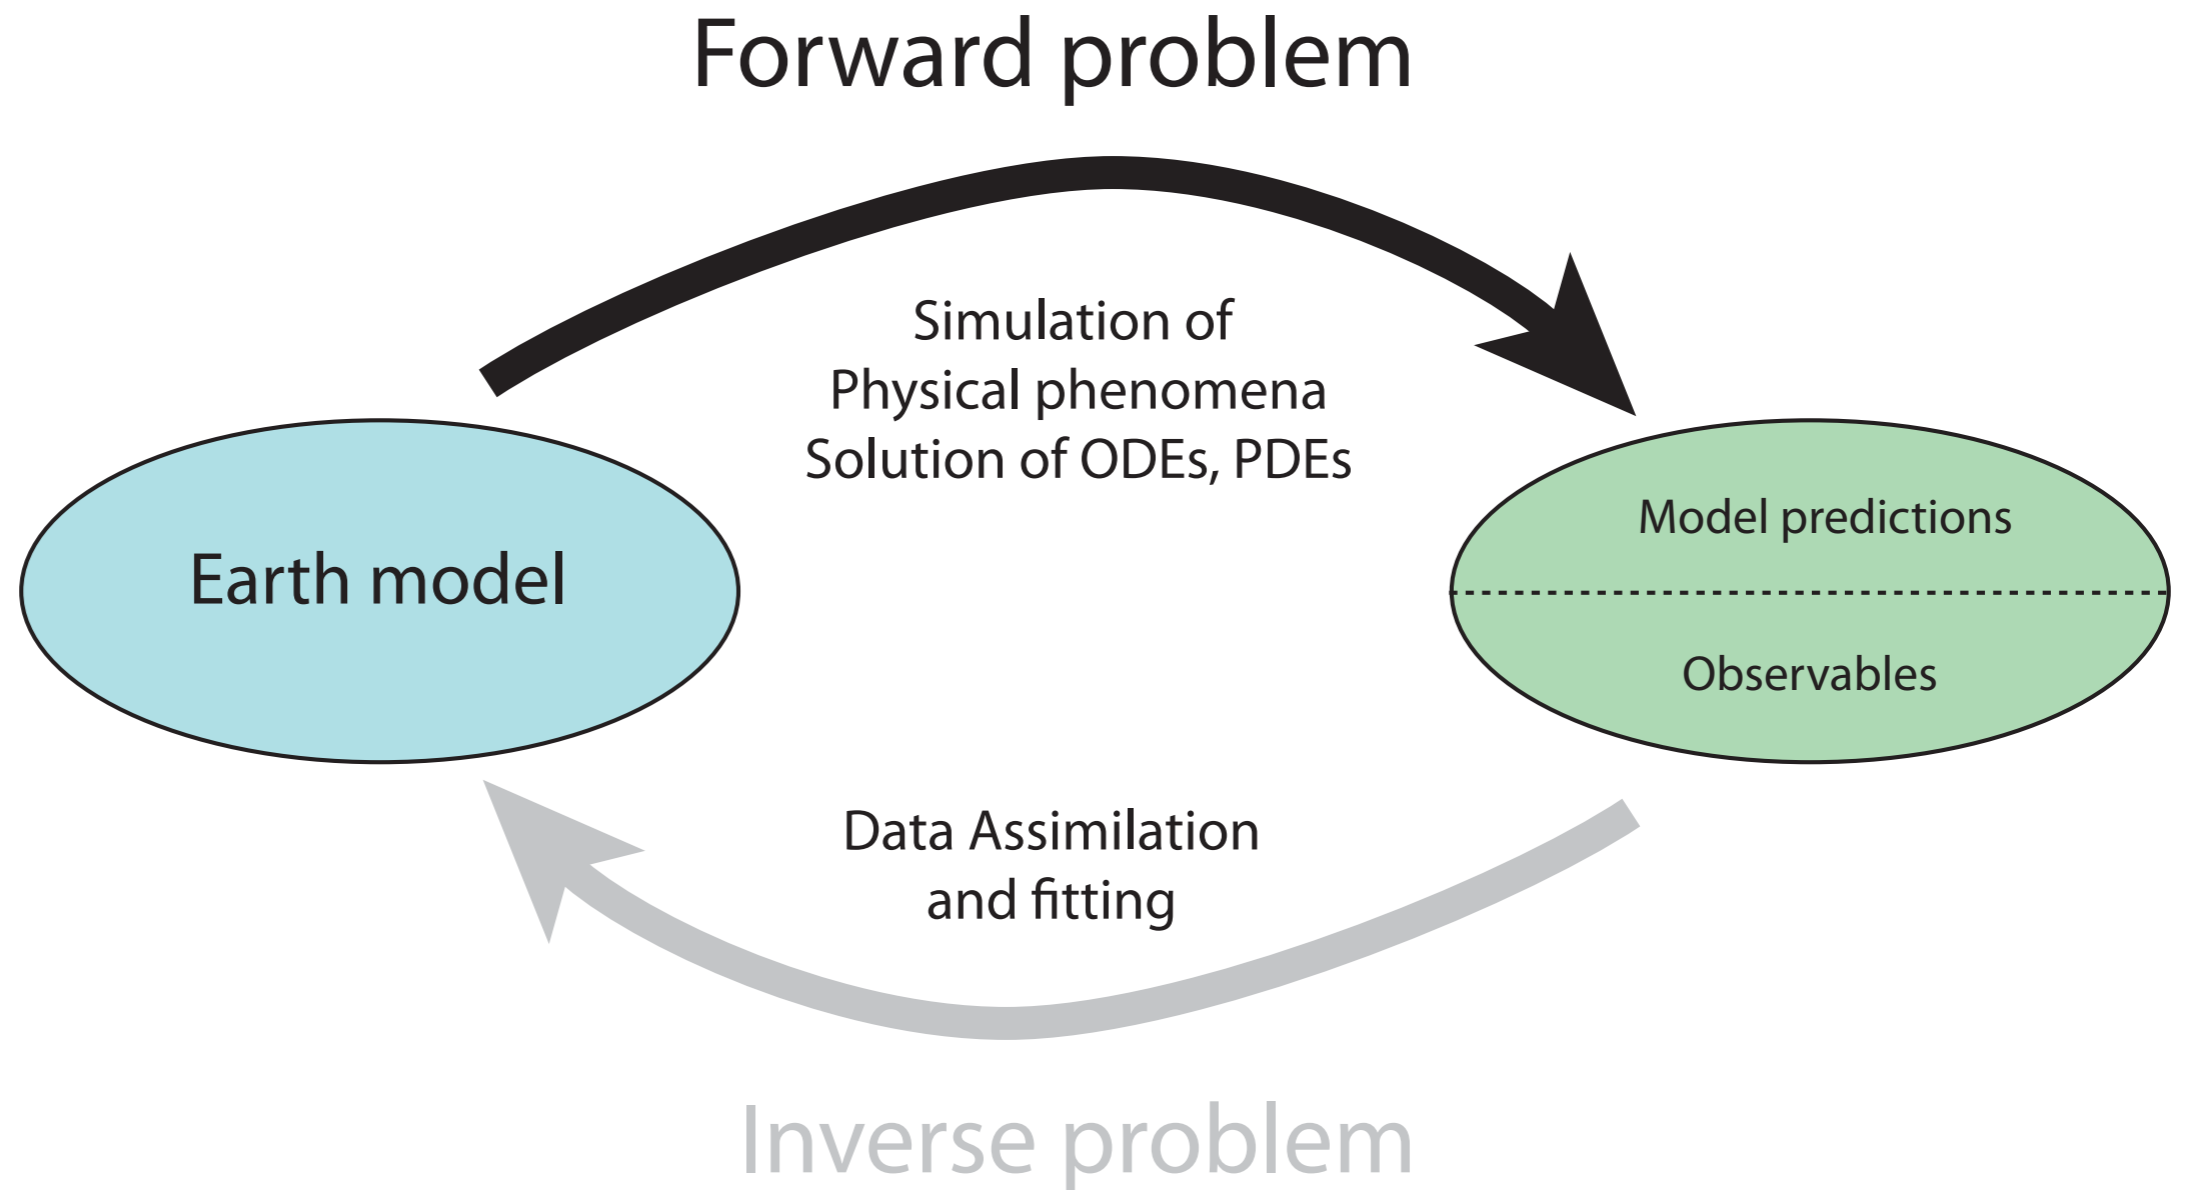 Forward problem
Simulation of
Physical phenomena
Solution of ODEs, PDEs
Earth model
Model predictions
Observables
Data Assimilation
and fitting
Inverse problem